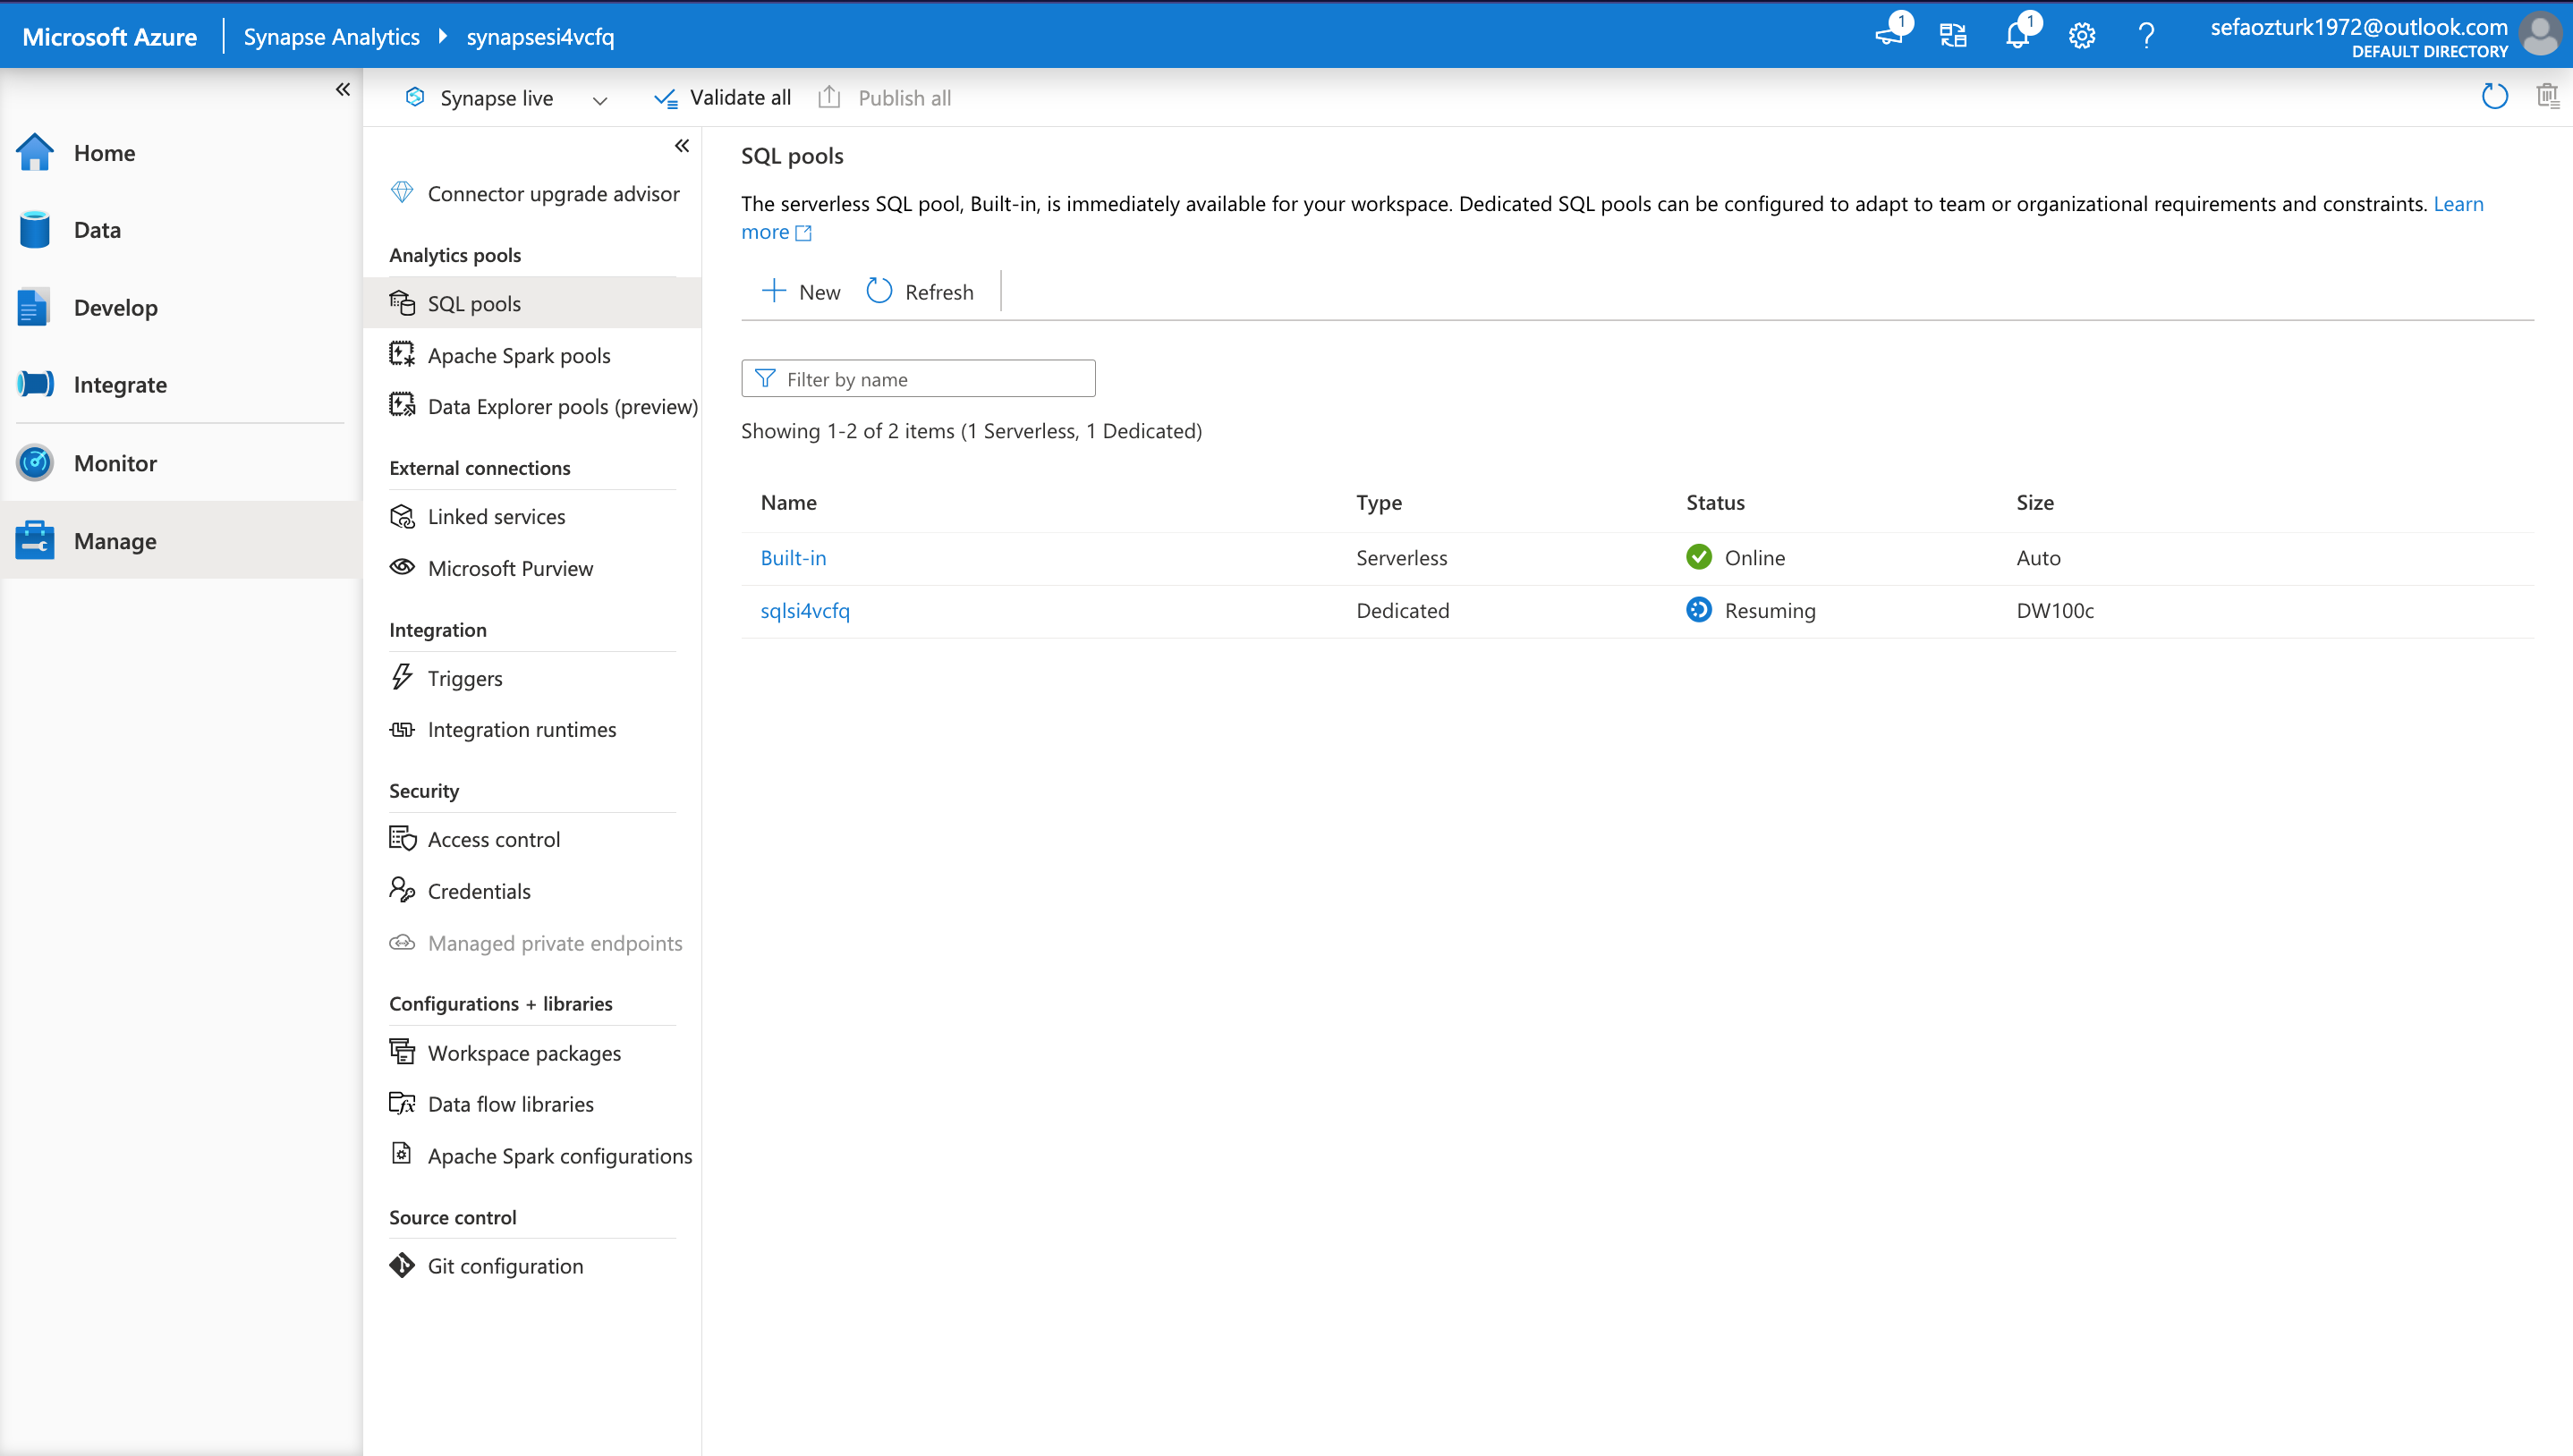 Microsoft Azure
Synapse Analytics
synapsesi4vcfq
1
1
sefaozturk1972@outlook.com
DEFAULT DIRECTORY
Home
Data
Develop
Integrate
Monitor
Manage
Synapse live
Validate all
Publish all
Connector upgrade advisor
Analytics pools
SQL pools
Apache Spark pools
Data Explorer pools (preview)
External connections
Linked services
Microsoft Purview
Integration
Triggers
Integration runtimes
Security
Access control
Credentials
Managed private endpoints
Configurations + libraries
Workspace packages
Data flow libraries
Apache Spark configurations
Source control
Git configuration
SQL pools
The serverless SQL pool, Built-in, is immediately available for your workspace. Dedicated SQL pools can be configured to adapt to team or organizational requirements and constraints. Learn
more
New
Refresh
Filter by name
Showing 1-2 of 2 items (1 Serverless, 1 Dedicated)
Name Type Status Size
Built-in Serverless Online Auto
sqlsi4vcfq Dedicated Resuming DW100c